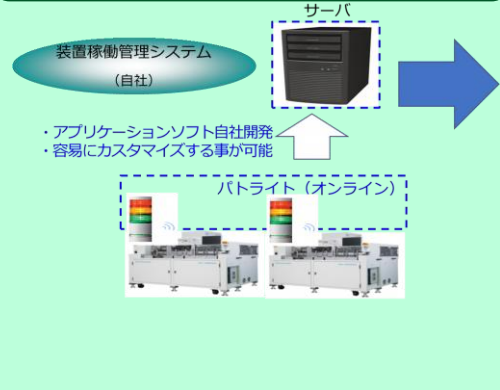 サーバ
装置稼働管理システム
（自社）
・アプリケーションソフト自社開発
・容易にカスタマイズする事が可能
パトライト（オンライン）